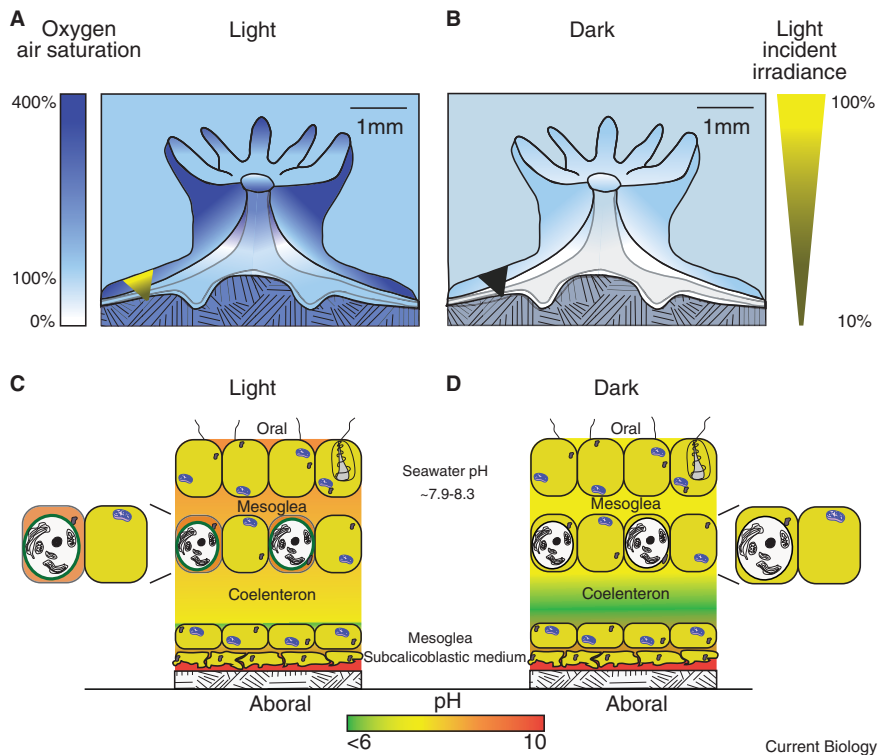 A
Oxygen
air saturation
Light
B
Dark
Light
incident
irradiance
400%
100%
0%
1mm
1mm
100%
10%
C
Light
D
Dark
Oral
Mesoglea
Coelenteron
Seawater pH
~7.9-8.3
Oral
Mesoglea
Coelenteron
Mesoglea
Subcalicoblastic medium
Aboral
Aboral
pH
<6
10
Current Biology